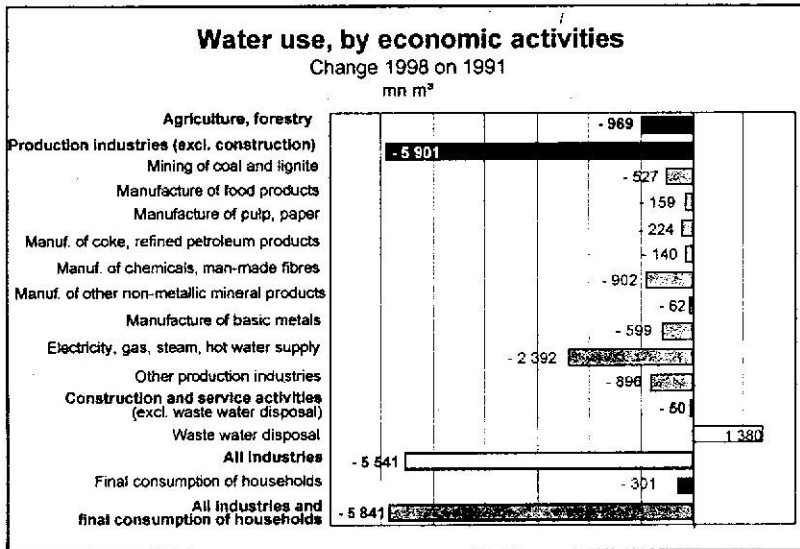 Water use, by economic activities
Change 1998 on 1991
mn m³
Agriculture, forestry - 969
Production industries (excl. construction) - 5 901
Mining of coal and lignite - 527
Manufacture of food products - 159
Manufacture of pulp, paper - 224
Manuf. of coke, refined petroleum products - 140
Manuf. of chemicals, man-made fibres - 902
Manuf. of other non-metallic mineral products - 62
Manufacture of basic metals - 599
Electricity, gas, steam, hot water supply - 2 392
Other production industries - 896
Construction and service activities
(excl. waste water disposal) - 50
Waste water disposal 1 380
All Industries - 5 541
Final consumption of households - 301
All Industries and
final consumption of households - 5 841